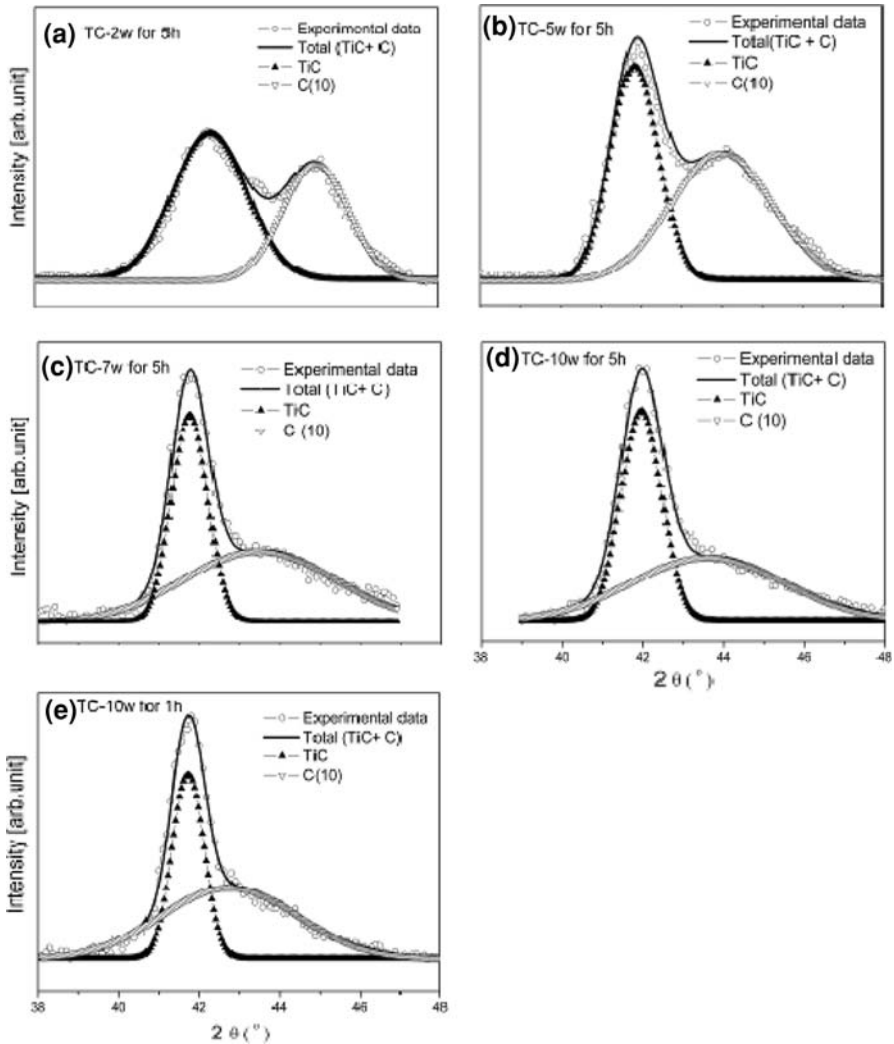 (a) TC-2w for 5h
Experimental data
Total (TiC+ C)
TiC
C(10)
Intensity [arb.unit]
(b) TC-5w for 5h
Experimental data
Total(TiC + C)
TiC
C(10)
(c) TC-7w for 5h
Experimental data
Total (TiC+ C)
TiC
C (10)
Intensity [arb.unit]
(d) TC-10w for 5h
Experimental data
Total (TiC+ C)
TiC
C (10)
38 40 42 44 46 48
2 θ(°)
(e) TC-10w for 1h
Experimental data
Total (TiC+ C)
TiC
C(10)
Intensity [arb.unit]
38 40 42 44 46 48
2 θ(°)